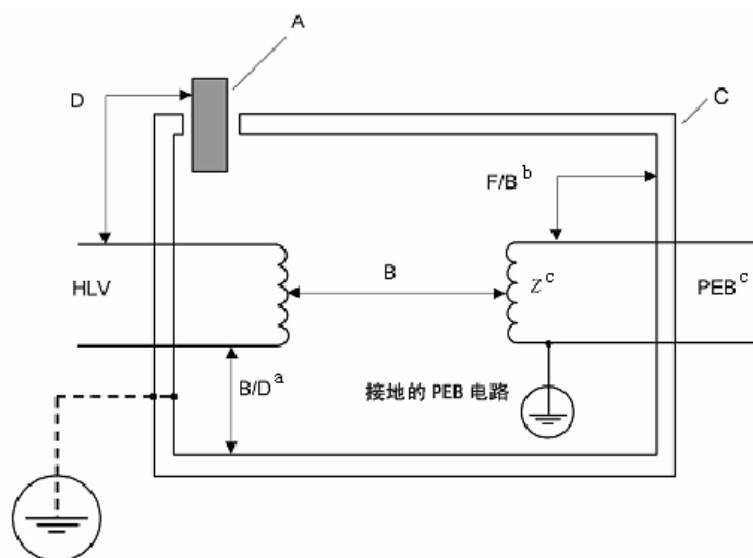 A
D
C
F/B b
B
Z c
HLV
PEB c
B/D a
接地的 PEB 电路